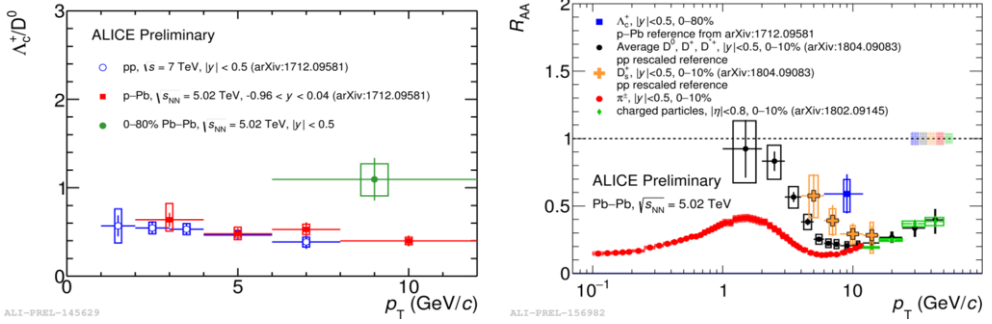 Λc+/D0
3
2
1
0
0
5
10
pT (GeV/c)
ALICE Preliminary
pp, √s = 7 TeV, |y| < 0.5 (arXiv:1712.09581)
p–Pb, √sNN = 5.02 TeV, -0.96 < y < 0.04 (arXiv:1712.09581)
0–80% Pb–Pb, √sNN = 5.02 TeV, |y| < 0.5
ALI-PREL-145629
RAA
2
1.5
1
0.5
0
10−1
1
10
pT (GeV/c)
Λc+, |y|<0.5, 0–80%
p–Pb reference from arXiv:1712.09581
Average D0, D+, D*+, |y|<0.5, 0–10% (arXiv:1804.09083)
pp rescaled reference
Ds+, |y|<0.5, 0–10% (arXiv:1804.09083)
pp rescaled reference
π±, |y|<0.5, 0–10%
charged particles, |η|<0.8, 0–10% (arXiv:1802.09145)
ALICE Preliminary
Pb–Pb, √sNN = 5.02 TeV
ALI-PREL-156982